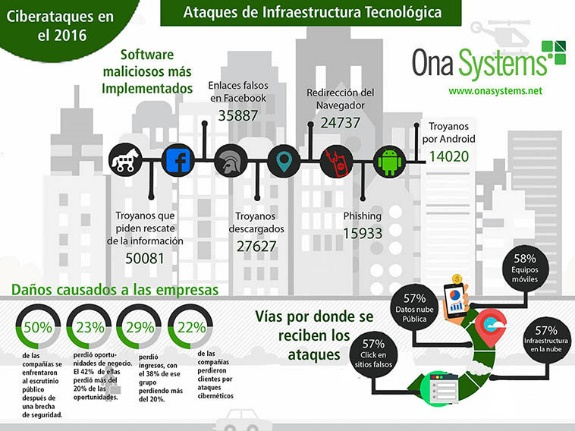 Ciberataques en
el 2016
Ataques de Infraestructura Tecnológica
Ona Systems
www.onasystems.net
Software
maliciosos más
Implementados
Enlaces falsos
en Facebook
35887
Redirección del
Navegador
24737
Troyanos
por Android
14020
Troyanos que
piden rescate
de la información
50081
Troyanos
descargados
27627
Phishing
15933
Daños causados a las empresas
50%
de las
compañías se
enfrentaron
al escrutinio
público
después de
una brecha
de seguridad.
23%
perdió oportu-
nidades de negocio.
El 42% de ellas
perdió más del
20% de las
oportunidades.
29%
perdió
ingresos, con
el 38% de ese
grupo
perdiendo más
del 20%.
22%
de las
compañías
perdieron
clientes por
ataques
cibernéticos
Vías por donde se
reciben los
ataques
58%
Equipos
móviles
57%
Datos nube
Pública
57%
Infraestructura
en la nube
57%
Click en
sitios falsos